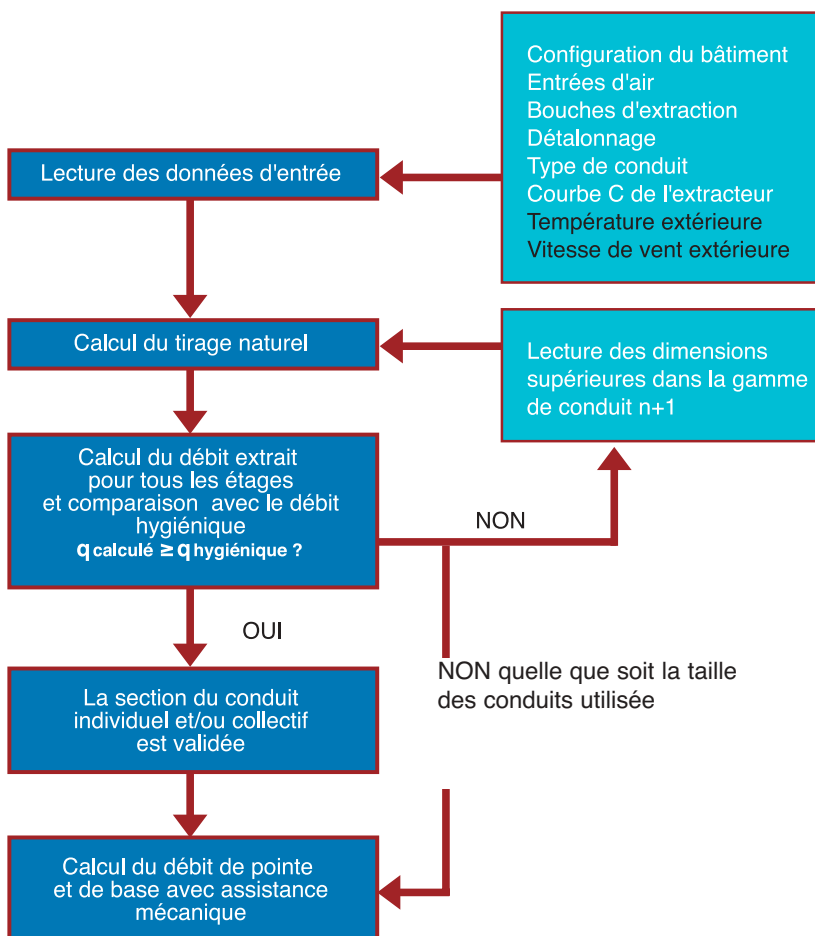 Configuration du bâtiment
Entrées d'air
Bouches d'extraction
Détalonnage
Type de conduit
Courbe C de l'extracteur
Température extérieure
Vitesse de vent extérieure
Lecture des données d'entrée
Calcul du tirage naturel
Lecture des dimensions
supérieures dans la gamme
de conduit n+1
Calcul du débit extrait
pour tous les étages
et comparaison avec le débit
hygiénique
q calculé ≥ q hygiénique ?
NON
OUI
NON quelle que soit la taille
des conduits utilisée
La section du conduit
individuel et/ou collectif
est validée
Calcul du débit de pointe
et de base avec assistance
mécanique